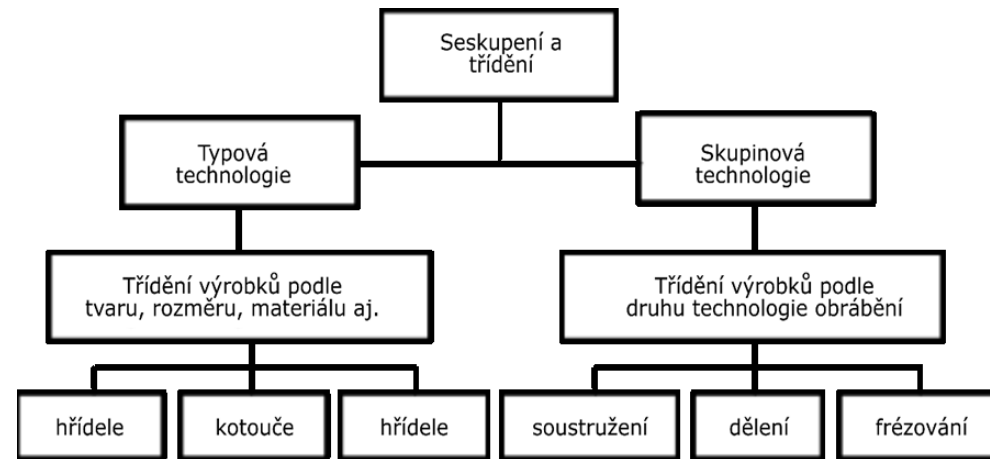 Seskupení a
třídění
Typová
technologie
Skupinová
technologie
Třídění výrobků podle
tvaru, rozměru, materiálu aj.
Třídění výrobků podle
druhu technologie obrábění
hřídele
kotouče
hřídele
soustružení
dělení
frézování